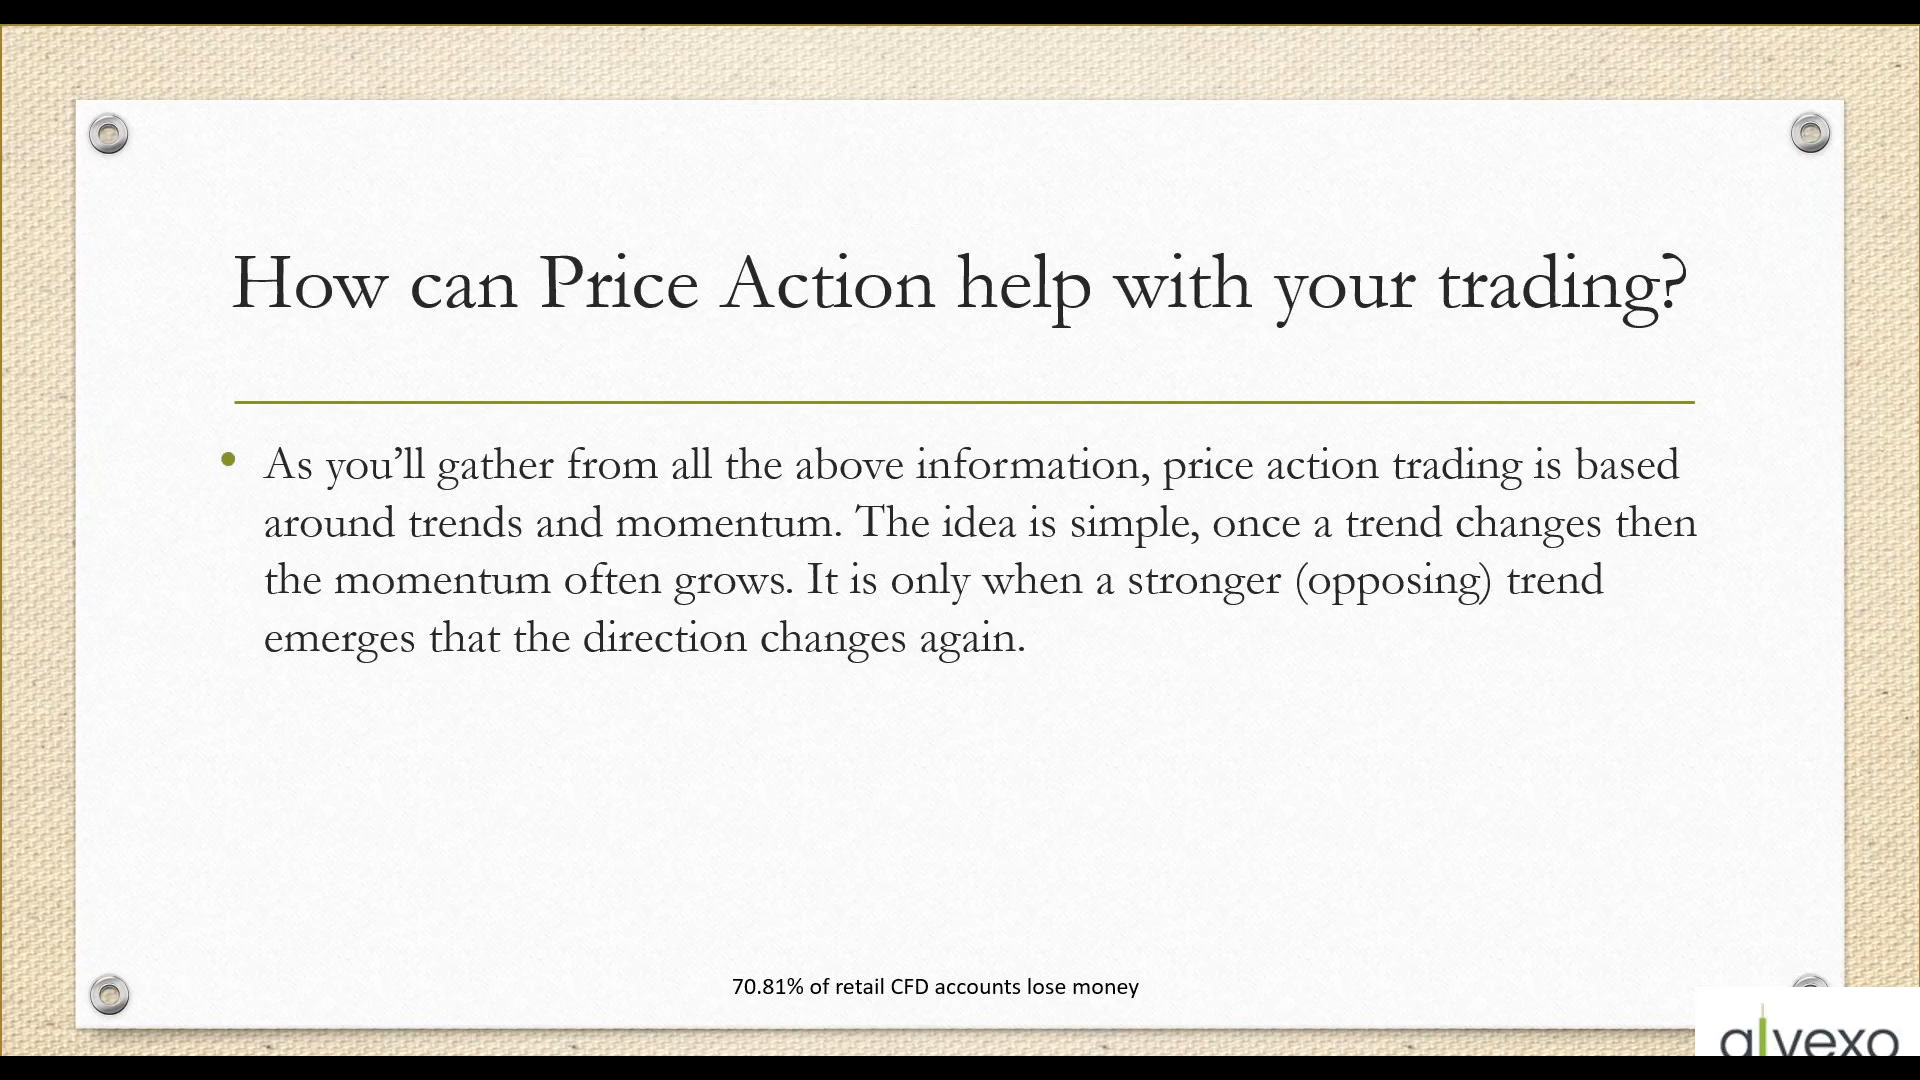 How can Price Action help with your trading?
• As you’ll gather from all the above information, price action trading is based
around trends and momentum. The idea is simple, once a trend changes then
the momentum often grows. It is only when a stronger (opposing) trend
emerges that the direction changes again.
70.81% of retail CFD accounts lose money
alvexo